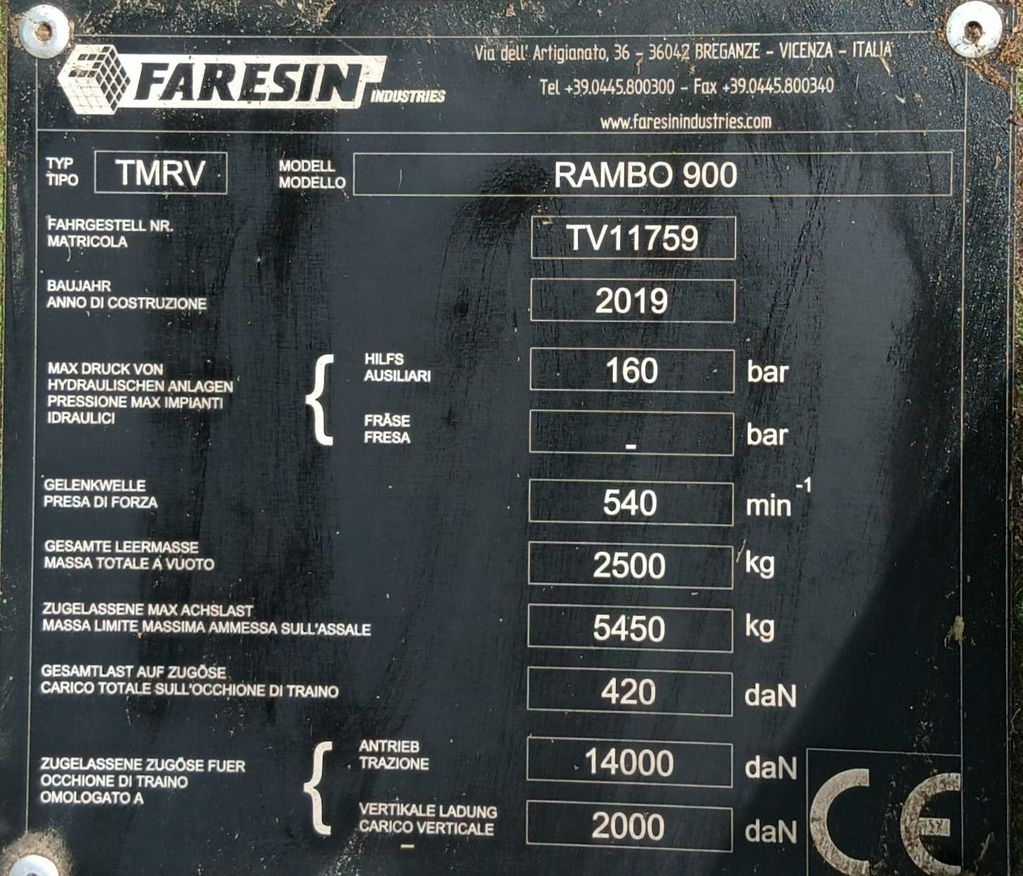 FARESIN INDUSTRIES
Via dell' Artigianato, 36 - 36042 BREGANZE - VICENZA - ITALIA
Tel +39.0445.800300 - Fax +39.0445.800340
www.faresinindustries.com
TYP
TIPO
TMRV
MODELL
MODELLO
RAMBO 900
FAHRGESTELL NR.
MATRICOLA
TV11759
BAUJAHR
ANNO DI COSTRUZIONE
2019
MAX DRUCK VON
HYDRAULISCHEN ANLAGEN
PRESSIONE MAX IMPIANTI
IDRAULICI
{
HILFS
AUSILIARI
160 bar
FRÄSE
FRESA
- bar
GELENKWELLE
PRESA DI FORZA
540 min-1
GESAMTE LEERMASSE
MASSA TOTALE A VUOTO
2500 kg
ZUGELASSENE MAX ACHSLAST
MASSA LIMITE MASSIMA AMMESSA SULL'ASSALE
5450 kg
GESAMTLAST AUF ZUGÖSE
CARICO TOTALE SULL'OCCHIONE DI TRAINO
420 daN
ZUGELASSENE ZUGÖSE FUER
OCCHIONE DI TRAINO
OMOLOGATO A
{
ANTRIEB
TRAZIONE
14000 daN
VERTIKALE LADUNG
CARICO VERTICALE
2000 daN
CE